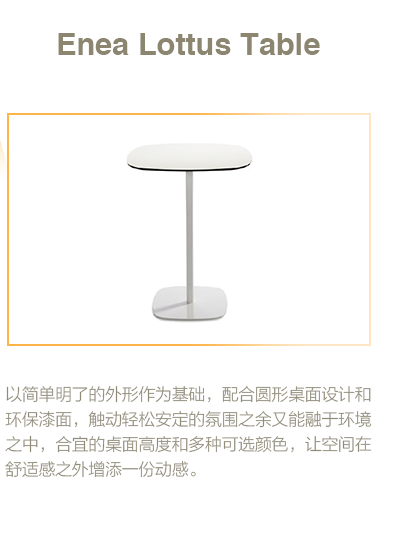 Enea Lottus Table
以简单明了的外形作为基础，配合圆形桌面设计和
环保漆面，触动轻松安定的氛围之余又能融于环境
之中，合宜的桌面高度和多种可选颜色，让空间在
舒适感之外增添一份动感。